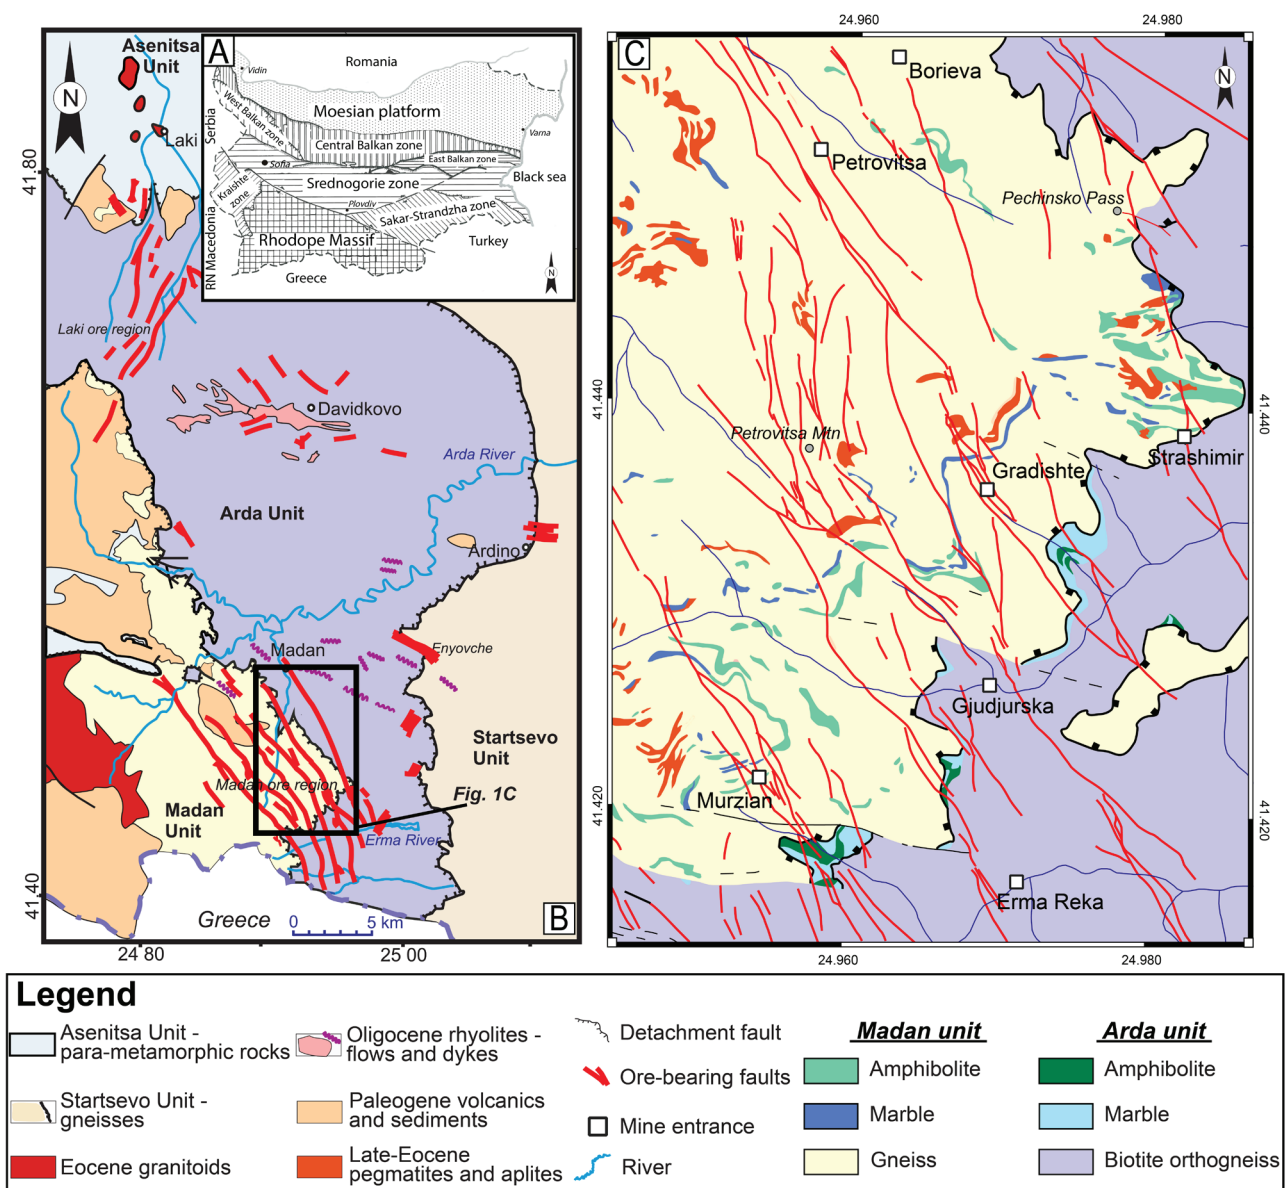 Asenitsa
Unit
N
Laki
41.80
Laki ore region
Davidkovo
Arda River
Arda Unit
Ardino
Madan
Enyovche
Startsevo
Unit
Madan ore region
Fig. 1C
Madan
Unit
Erma River
41.40
Greece
0
5 km
B
24 80
25 00
A
Romania
Vidin
Moesian platform
Serbia
West Balkan zone
Varna
Central Balkan zone
East Balkan zone
Sofia
Black sea
Kraishte
zone
Srednogorie zone
Plovdiv
Sakar-Strandzha zone
RN Macedonia
Rhodope Massif
Turkey
Greece
N
24.960
24.980
C
N
Borieva
Petrovitsa
Pechinsko Pass
41.440
41.440
Petrovitsa Mtn
Strashimir
Gradishte
Gjudjurska
Murzian
41.420
41.420
Erma Reka
24.960
24.980
Legend
Asenitsa Unit -
para-metamorphic rocks
Startsevo Unit -
gneisses
Eocene granitoids
Oligocene rhyolites -
flows and dykes
Paleogene volcanics
and sediments
Late-Eocene
pegmatites and aplites
Detachment fault
Ore-bearing faults
Mine entrance
River
Madan unit
Amphibolite
Marble
Gneiss
Arda unit
Amphibolite
Marble
Biotite orthogneiss